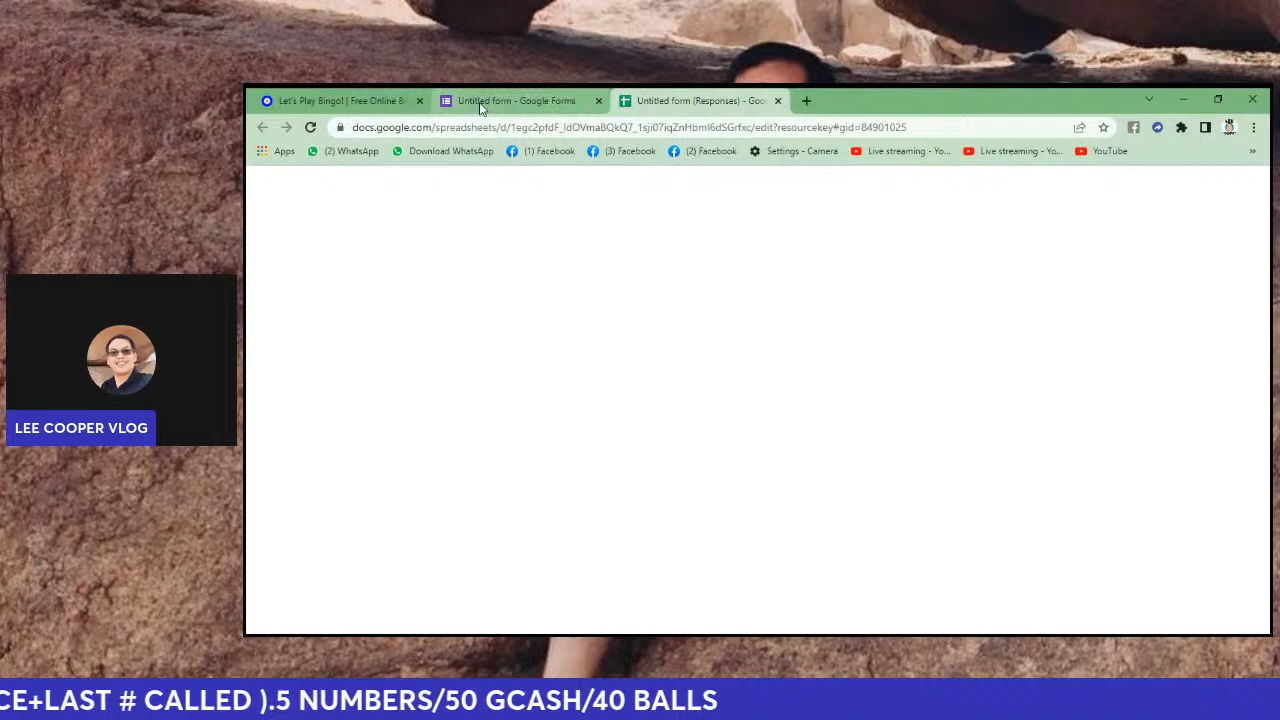 Let's Play Bingo! | Free Online B
Untitled form - Google Forms
Untitled form (Responses) - Goo
docs.google.com/spreadsheets/d/1egc2pfdF_ldOVmaBQkQ7_1sji07iqZnHbmI6dSGrfxc/edit?resourcekey#gid=84901025
Apps
(2) WhatsApp
Download WhatsApp
(1) Facebook
(3) Facebook
(2) Facebook
Settings - Camera
Live streaming - Yo...
Live streaming - Yo...
YouTube
LEE COOPER VLOG
CE+LAST # CALLED ).5 NUMBERS/50 GCASH/40 BALLS